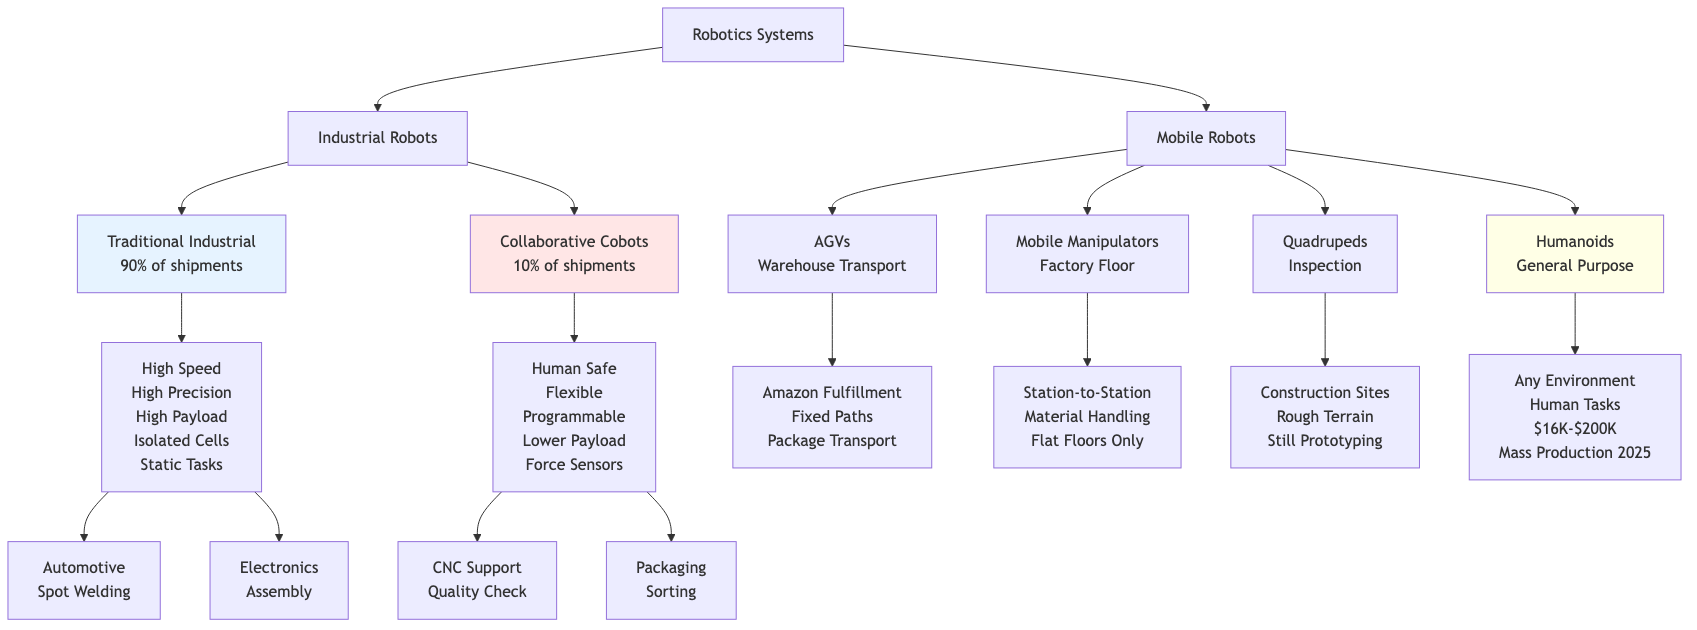 Robotics Systems
Industrial Robots
Mobile Robots
Traditional Industrial
90% of shipments
Collaborative Cobots
10% of shipments
AGVs
Warehouse Transport
Mobile Manipulators
Factory Floor
Quadrupeds
Inspection
Humanoids
General Purpose
High Speed
High Precision
High Payload
Isolated Cells
Static Tasks
Human Safe
Flexible
Programmable
Lower Payload
Force Sensors
Amazon Fulfillment
Fixed Paths
Package Transport
Station-to-Station
Material Handling
Flat Floors Only
Construction Sites
Rough Terrain
Still Prototyping
Any Environment
Human Tasks
$16K-$200K
Mass Production 2025
Automotive
Spot Welding
Electronics
Assembly
CNC Support
Quality Check
Packaging
Sorting